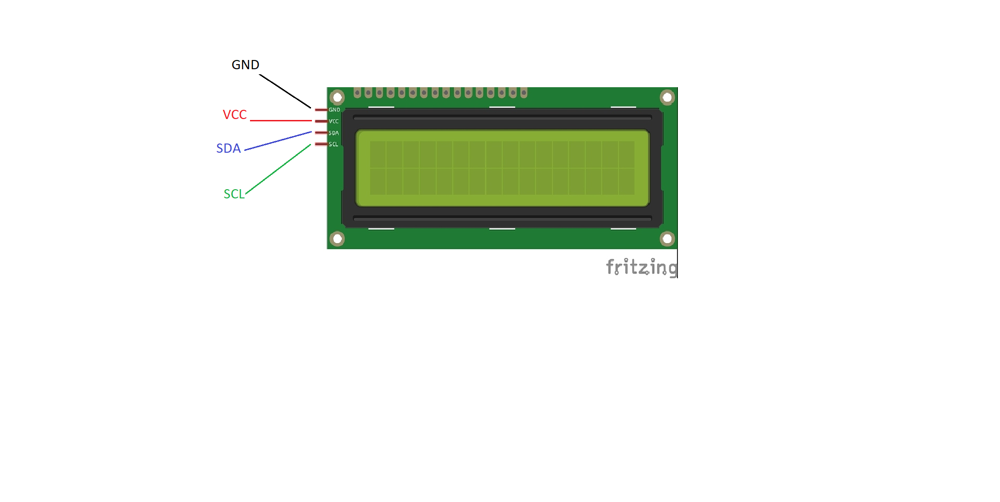 GND
VCC
SDA
SCL
GND
VCC
SDA
SCL
fritzing